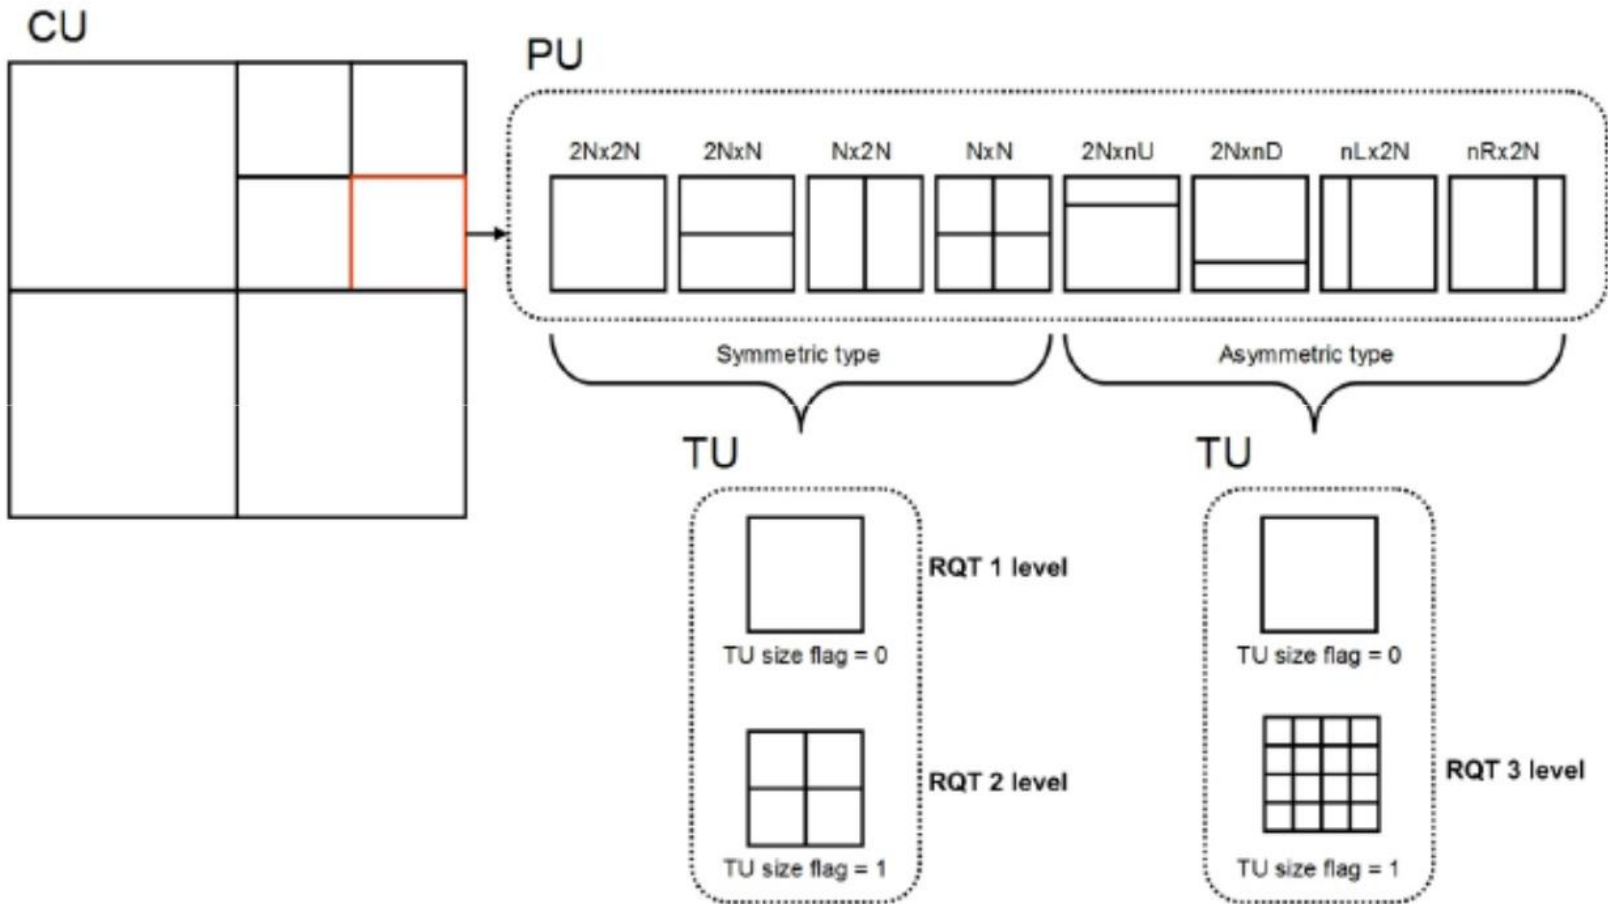 CU
PU
2Nx2N 2NxN Nx2N NxN 2NxnU 2NxnD nLx2N nRx2N
Symmetric type Asymmetric type
TU TU
RQT 1 level
TU size flag = 0 TU size flag = 0
RQT 2 level RQT 3 level
TU size flag = 1 TU size flag = 1